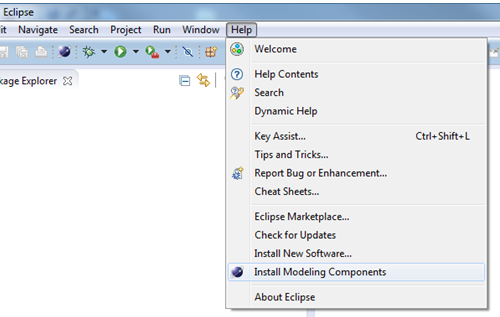 Eclipse
it Navigate Search Project Run Window Help
kage Explorer
Welcome
Help Contents
Search
Dynamic Help
Key Assist... Ctrl+Shift+L
Tips and Tricks...
Report Bug or Enhancement...
Cheat Sheets...
Eclipse Marketplace...
Check for Updates
Install New Software...
Install Modeling Components
About Eclipse